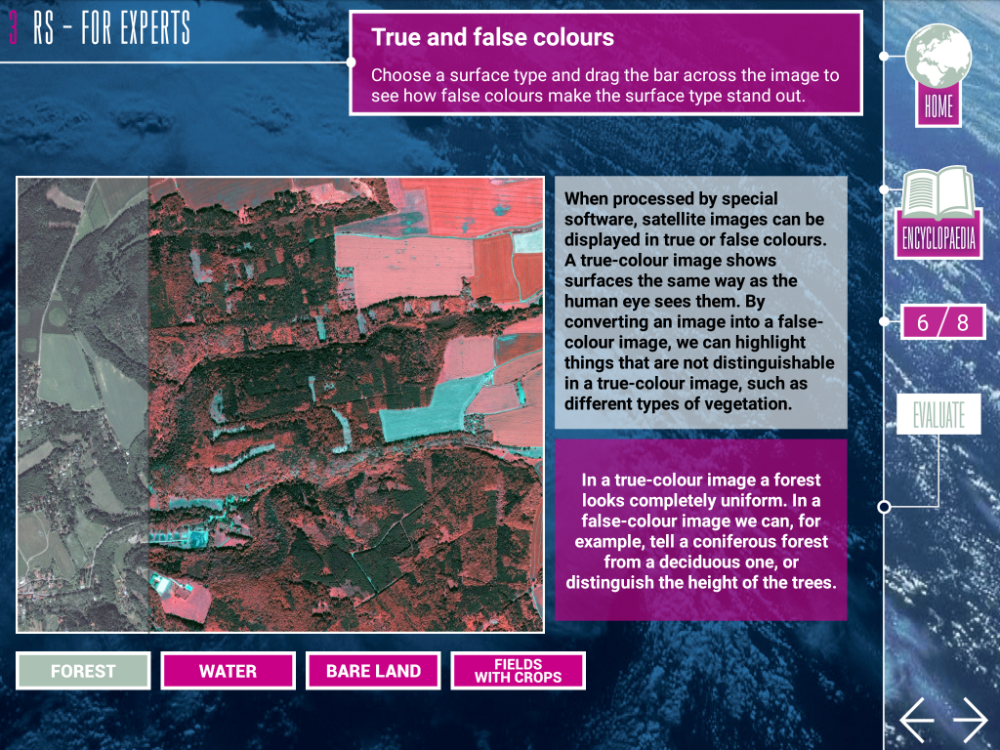 3 RS – FOR EXPERTS
True and false colours
Choose a surface type and drag the bar across the image to
see how false colours make the surface type stand out.
HOME
ENCYCLOPAEDIA
6 / 8
EVALUATE
When processed by special
software, satellite images can be
displayed in true or false colours.
A true-colour image shows
surfaces the same way as the
human eye sees them. By
converting an image into a false-
colour image, we can highlight
things that are not distinguishable
in a true-colour image, such as
different types of vegetation.
In a true-colour image a forest
looks completely uniform. In a
false-colour image we can, for
example, tell a coniferous forest
from a deciduous one, or
distinguish the height of the trees.
FOREST
WATER
BARE LAND
FIELDS
WITH CROPS